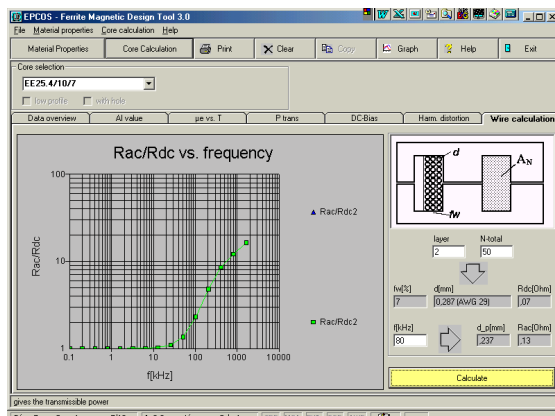 EPCOS - Ferrite Magnetic Design Tool 3.0
File Material properties Core calculation Help
Material Properties Core Calculation Print Clear Copy Graph Help Exit
Core selection
EE25.4/10/7
low profile with hole
Data overview Al value µe vs. T P trans DC-Bias Harm. distortion Wire calculation
Rac/Rdc vs. frequency
Rac/Rdc
100
10
1
0.1 1 10 100 1000 10000
f[kHz]
Rac/Rdc2
Rac/Rdc2
d
A_N
fw
layer N-total
2 50
fw[%] d[mm] Rdc[Ohm]
7 0,287 (AWG 29) ,07
f[kHz] d_p[mm] Rac[Ohm]
80 ,237 ,13
Calculate
gives the transmissible power